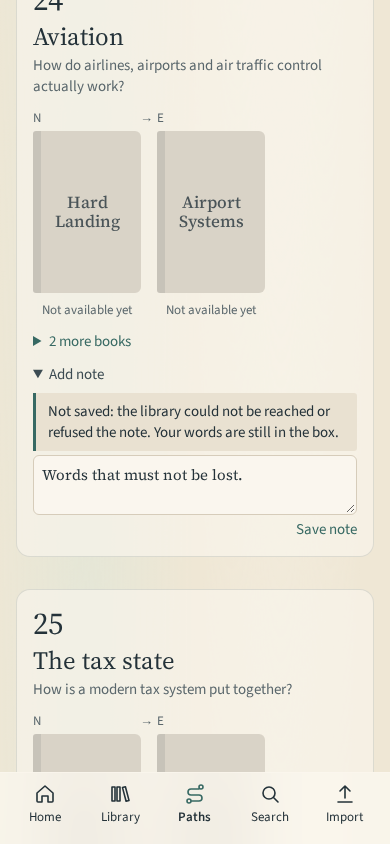 24
Aviation
How do airlines, airports and air traffic control
actually work?
N → E
Hard
Landing
Airport
Systems
Not available yet
Not available yet
2 more books
Add note
Not saved: the library could not be reached or
refused the note. Your words are still in the box.
Words that must not be lost.
Save note
25
The tax state
How is a modern tax system put together?
N → E
Home
Library
Paths
Search
Import